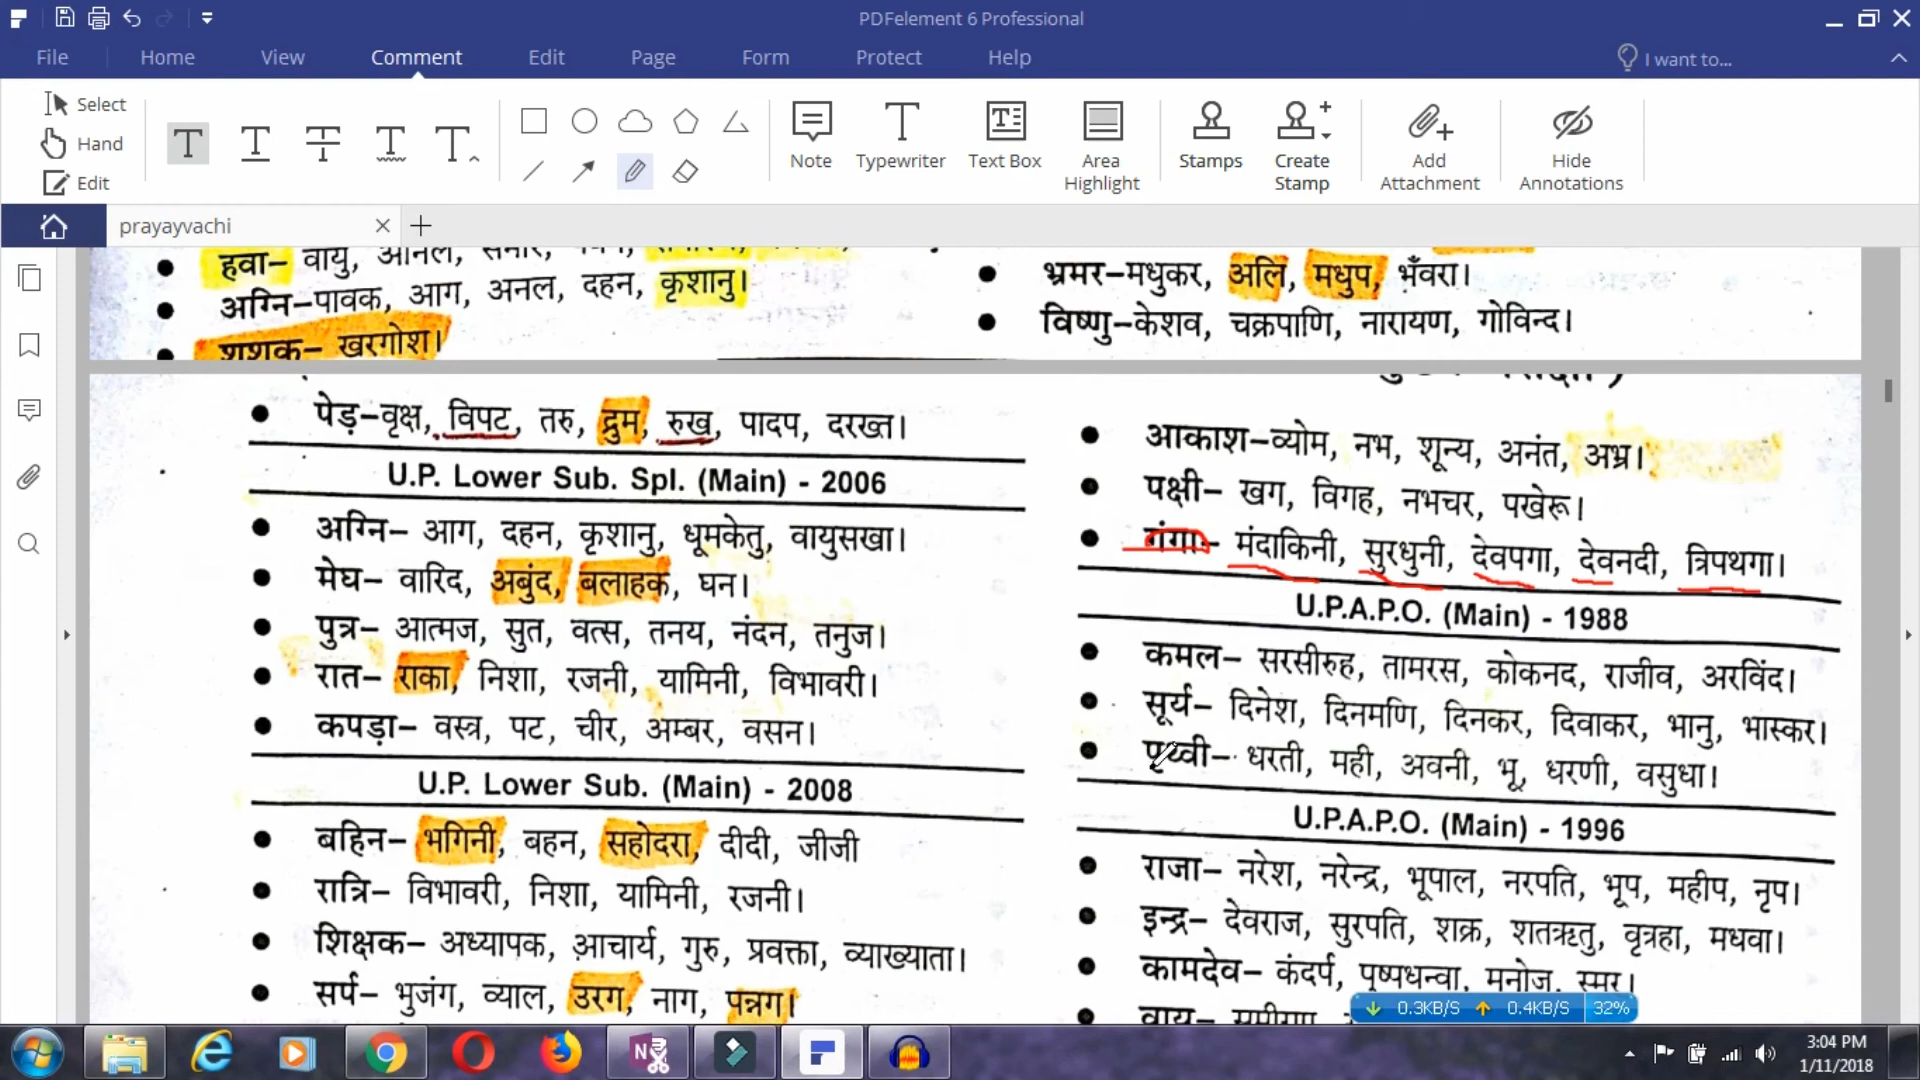 PDFelement 6 Professional
File Home View Comment Edit Page Form Protect Help I want to...
Select
Hand
Edit
Note Typewriter Text Box Area Highlight Stamps Create Stamp Add Attachment Hide Annotations
prayayvachi
हवा– वायु, अनिल, समीर,
अग्नि–पावक, आग, अनल, दहन, कृशानु।
शशक– खरगोश।
भ्रमर–मधुकर, अलि, मधुप, भँवरा।
विष्णु–केशव, चक्रपाणि, नारायण, गोविन्द।
पेड़–वृक्ष, विपट, तरु, द्रुम, रुख, पादप, दरख्त।
U.P. Lower Sub. Spl. (Main) - 2006
अग्नि– आग, दहन, कृशानु, धूमकेतु, वायुसखा।
मेघ– वारिद, अबुंद, बलाहक, घन।
पुत्र– आत्मज, सुत, वत्स, तनय, नंदन, तनुज।
रात– राका, निशा, रजनी, यामिनी, विभावरी।
कपड़ा– वस्त्र, पट, चीर, अम्बर, वसन।
U.P. Lower Sub. (Main) - 2008
बहिन– भगिनी, बहन, सहोदरा, दीदी, जीजी
रात्रि– विभावरी, निशा, यामिनी, रजनी।
शिक्षक– अध्यापक, आचार्य, गुरु, प्रवक्ता, व्याख्याता।
सर्प– भुजंग, व्याल, उरग, नाग, पन्नग।
आकाश–व्योम, नभ, शून्य, अनंत, अभ्र।
पक्षी– खग, विगह, नभचर, पखेरू।
गंगा– मंदाकिनी, सुरधुनी, देवपगा, देवनदी, त्रिपथगा।
U.P.A.P.O. (Main) - 1988
कमल– सरसीरुह, तामरस, कोकनद, राजीव, अरविंद।
सूर्य– दिनेश, दिनमणि, दिनकर, दिवाकर, भानु, भास्कर।
पृथ्वी– धरती, मही, अवनी, भू, धरणी, वसुधा।
U.P.A.P.O. (Main) - 1996
राजा– नरेश, नरेन्द्र, भूपाल, नरपति, भूप, महीप, नृप।
इन्द्र– देवराज, सुरपति, शक्र, शतऋतु, वृत्रहा, मधवा।
कामदेव– कंदर्प, पुष्पधन्वा, मनोज, स्मर।
वायु– समीरण
0.3KB/S 0.4KB/S 32%
3:04 PM
1/11/2018